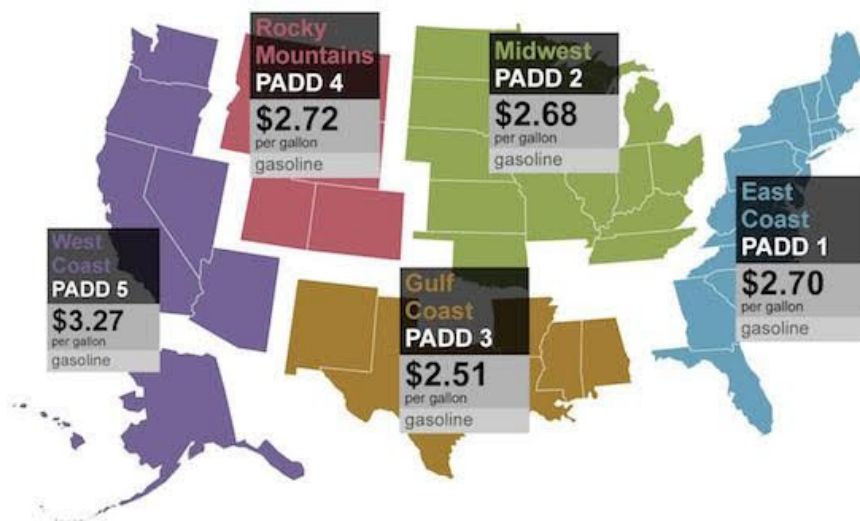 Rocky
Mountains
PADD 4
$2.72
per gallon
gasoline
Midwest
PADD 2
$2.68
per gallon
gasoline
East
Coast
PADD 1
$2.70
per gallon
gasoline
West
Coast
PADD 5
$3.27
per gallon
gasoline
Gulf
Coast
PADD 3
$2.51
per gallon
gasoline